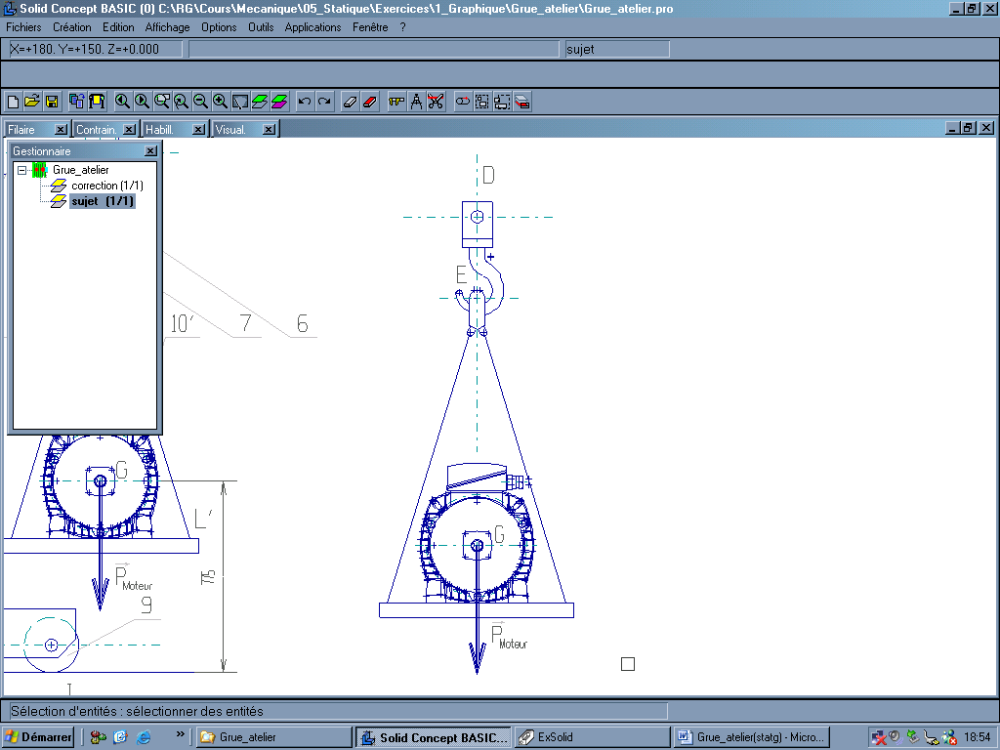 Solid Concept BASIC (0) C:\RG\Cours\Mecanique\05_Statique\Exercices\1_Graphique\Grue_atelier\Grue_atelier.pro
Fichiers Création Edition Affichage Options Outils Applications Fenêtre ?
X=+180. Y=+150. Z=+0.000 sujet
Filaire Contrain. Habill. Visual.
Gestionnaire
Grue_atelier
correction (1/1)
sujet (1/1)
D
E
10' 7 6
G
L'
G
P Moteur
9
P Moteur
Sélection d'entités : sélectionner des entités
Démarrer » Grue_atelier Solid Concept BASIC... ExSolid Grue_atelier(statg) - Micro... 18:54